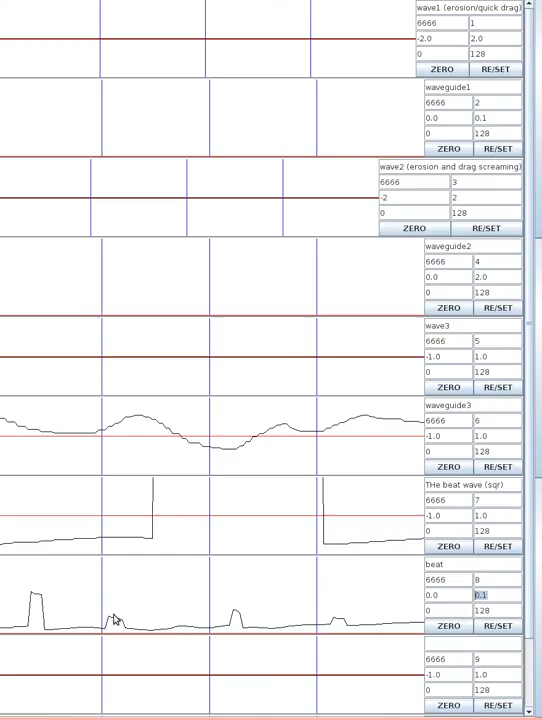 wave1 (erosion/quick drag)
6666 1
-2.0 2.0
0 128
ZERO RE/SET
waveguide1
6666 2
0.0 0.1
0 128
ZERO RE/SET
wave2 (erosion and drag screaming)
6666 3
-2 2
0 128
ZERO RE/SET
waveguide2
6666 4
0.0 2.0
0 128
ZERO RE/SET
wave3
6666 5
-1.0 1.0
0 128
ZERO RE/SET
waveguide3
6666 6
-1.0 1.0
0 128
ZERO RE/SET
THe beat wave (sqr)
6666 7
-1.0 1.0
0 128
ZERO RE/SET
beat
6666 8
0.0 0.1
0 128
ZERO RE/SET
6666 9
-1.0 1.0
0 128
ZERO RE/SET